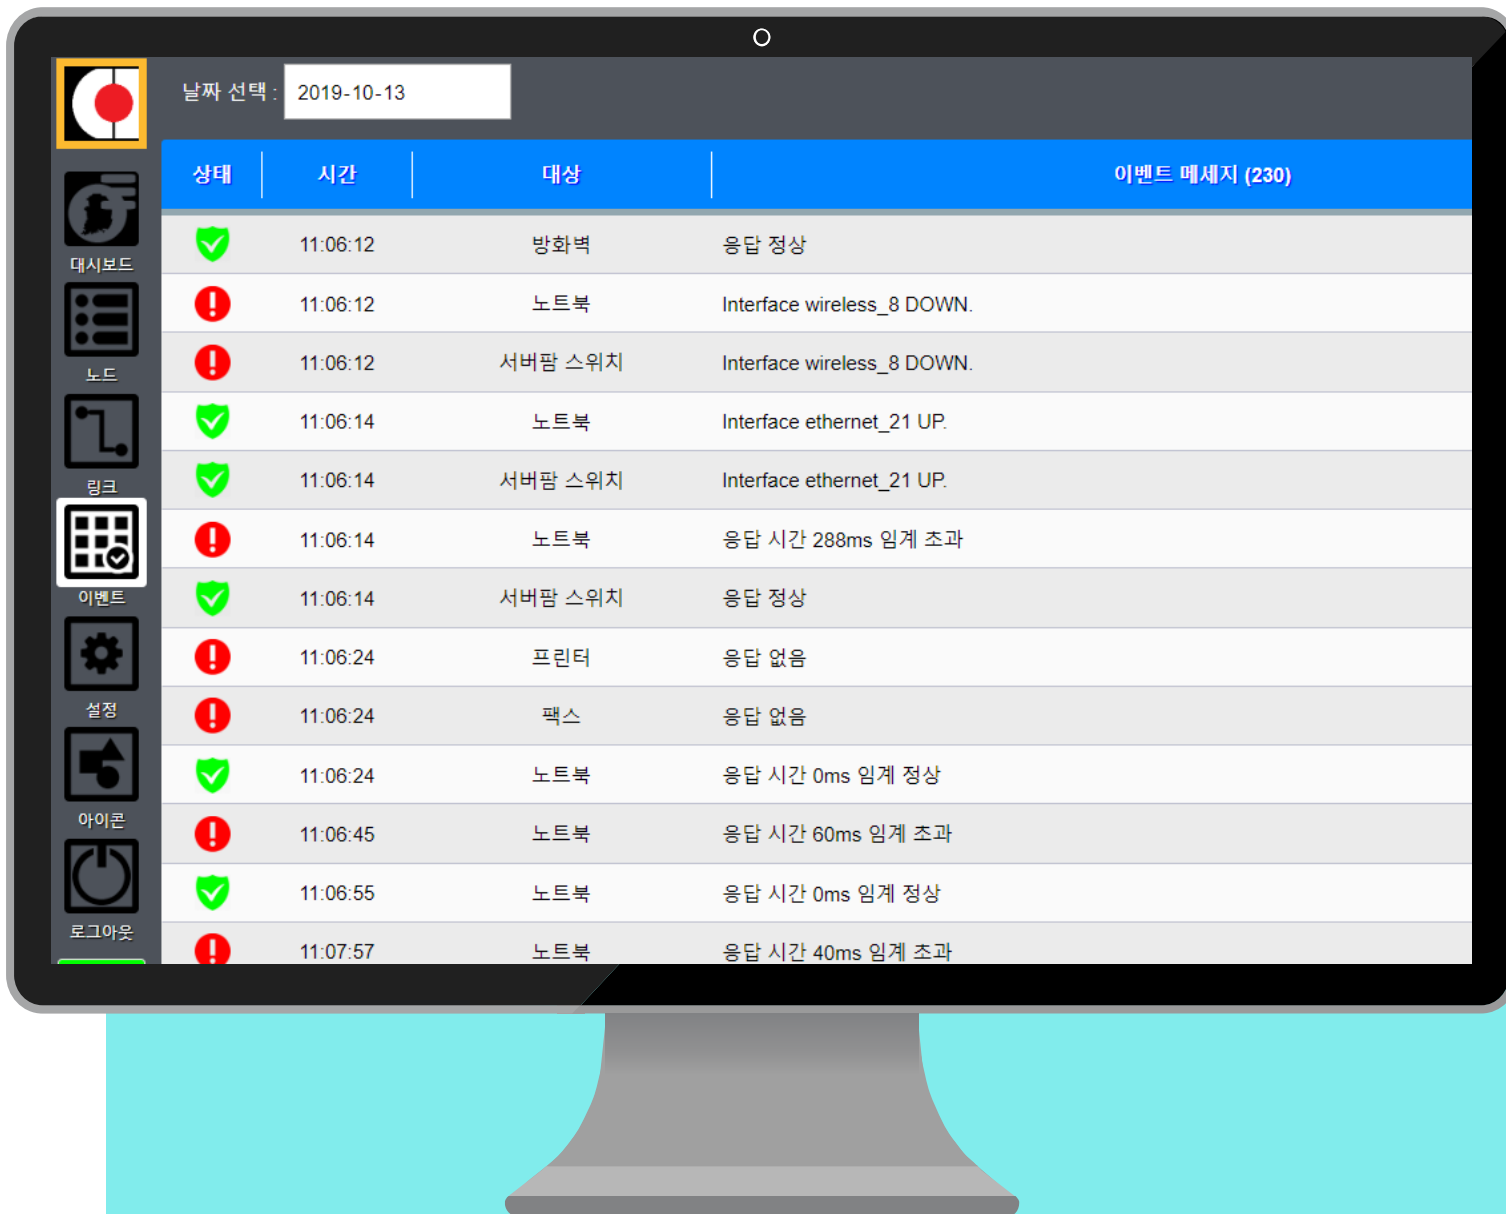 날짜 선택 : 2019-10-13
상태 시간 대상 이벤트 메세지 (230)
11:06:12 방화벽 응답 정상
대시보드
11:06:12 노트북 Interface wireless_8 DOWN.
11:06:12 서버팜 스위치 Interface wireless_8 DOWN.
노드
11:06:14 노트북 Interface ethernet_21 UP.
11:06:14 서버팜 스위치 Interface ethernet_21 UP.
링크
11:06:14 노트북 응답 시간 288ms 임계 초과
11:06:14 서버팜 스위치 응답 정상
이벤트
11:06:24 프린터 응답 없음
11:06:24 팩스 응답 없음
설정
11:06:24 노트북 응답 시간 0ms 임계 정상
아이콘
11:06:45 노트북 응답 시간 60ms 임계 초과
11:06:55 노트북 응답 시간 0ms 임계 정상
로그아웃
11:07:57 노트북 응답 시간 40ms 임계 초과